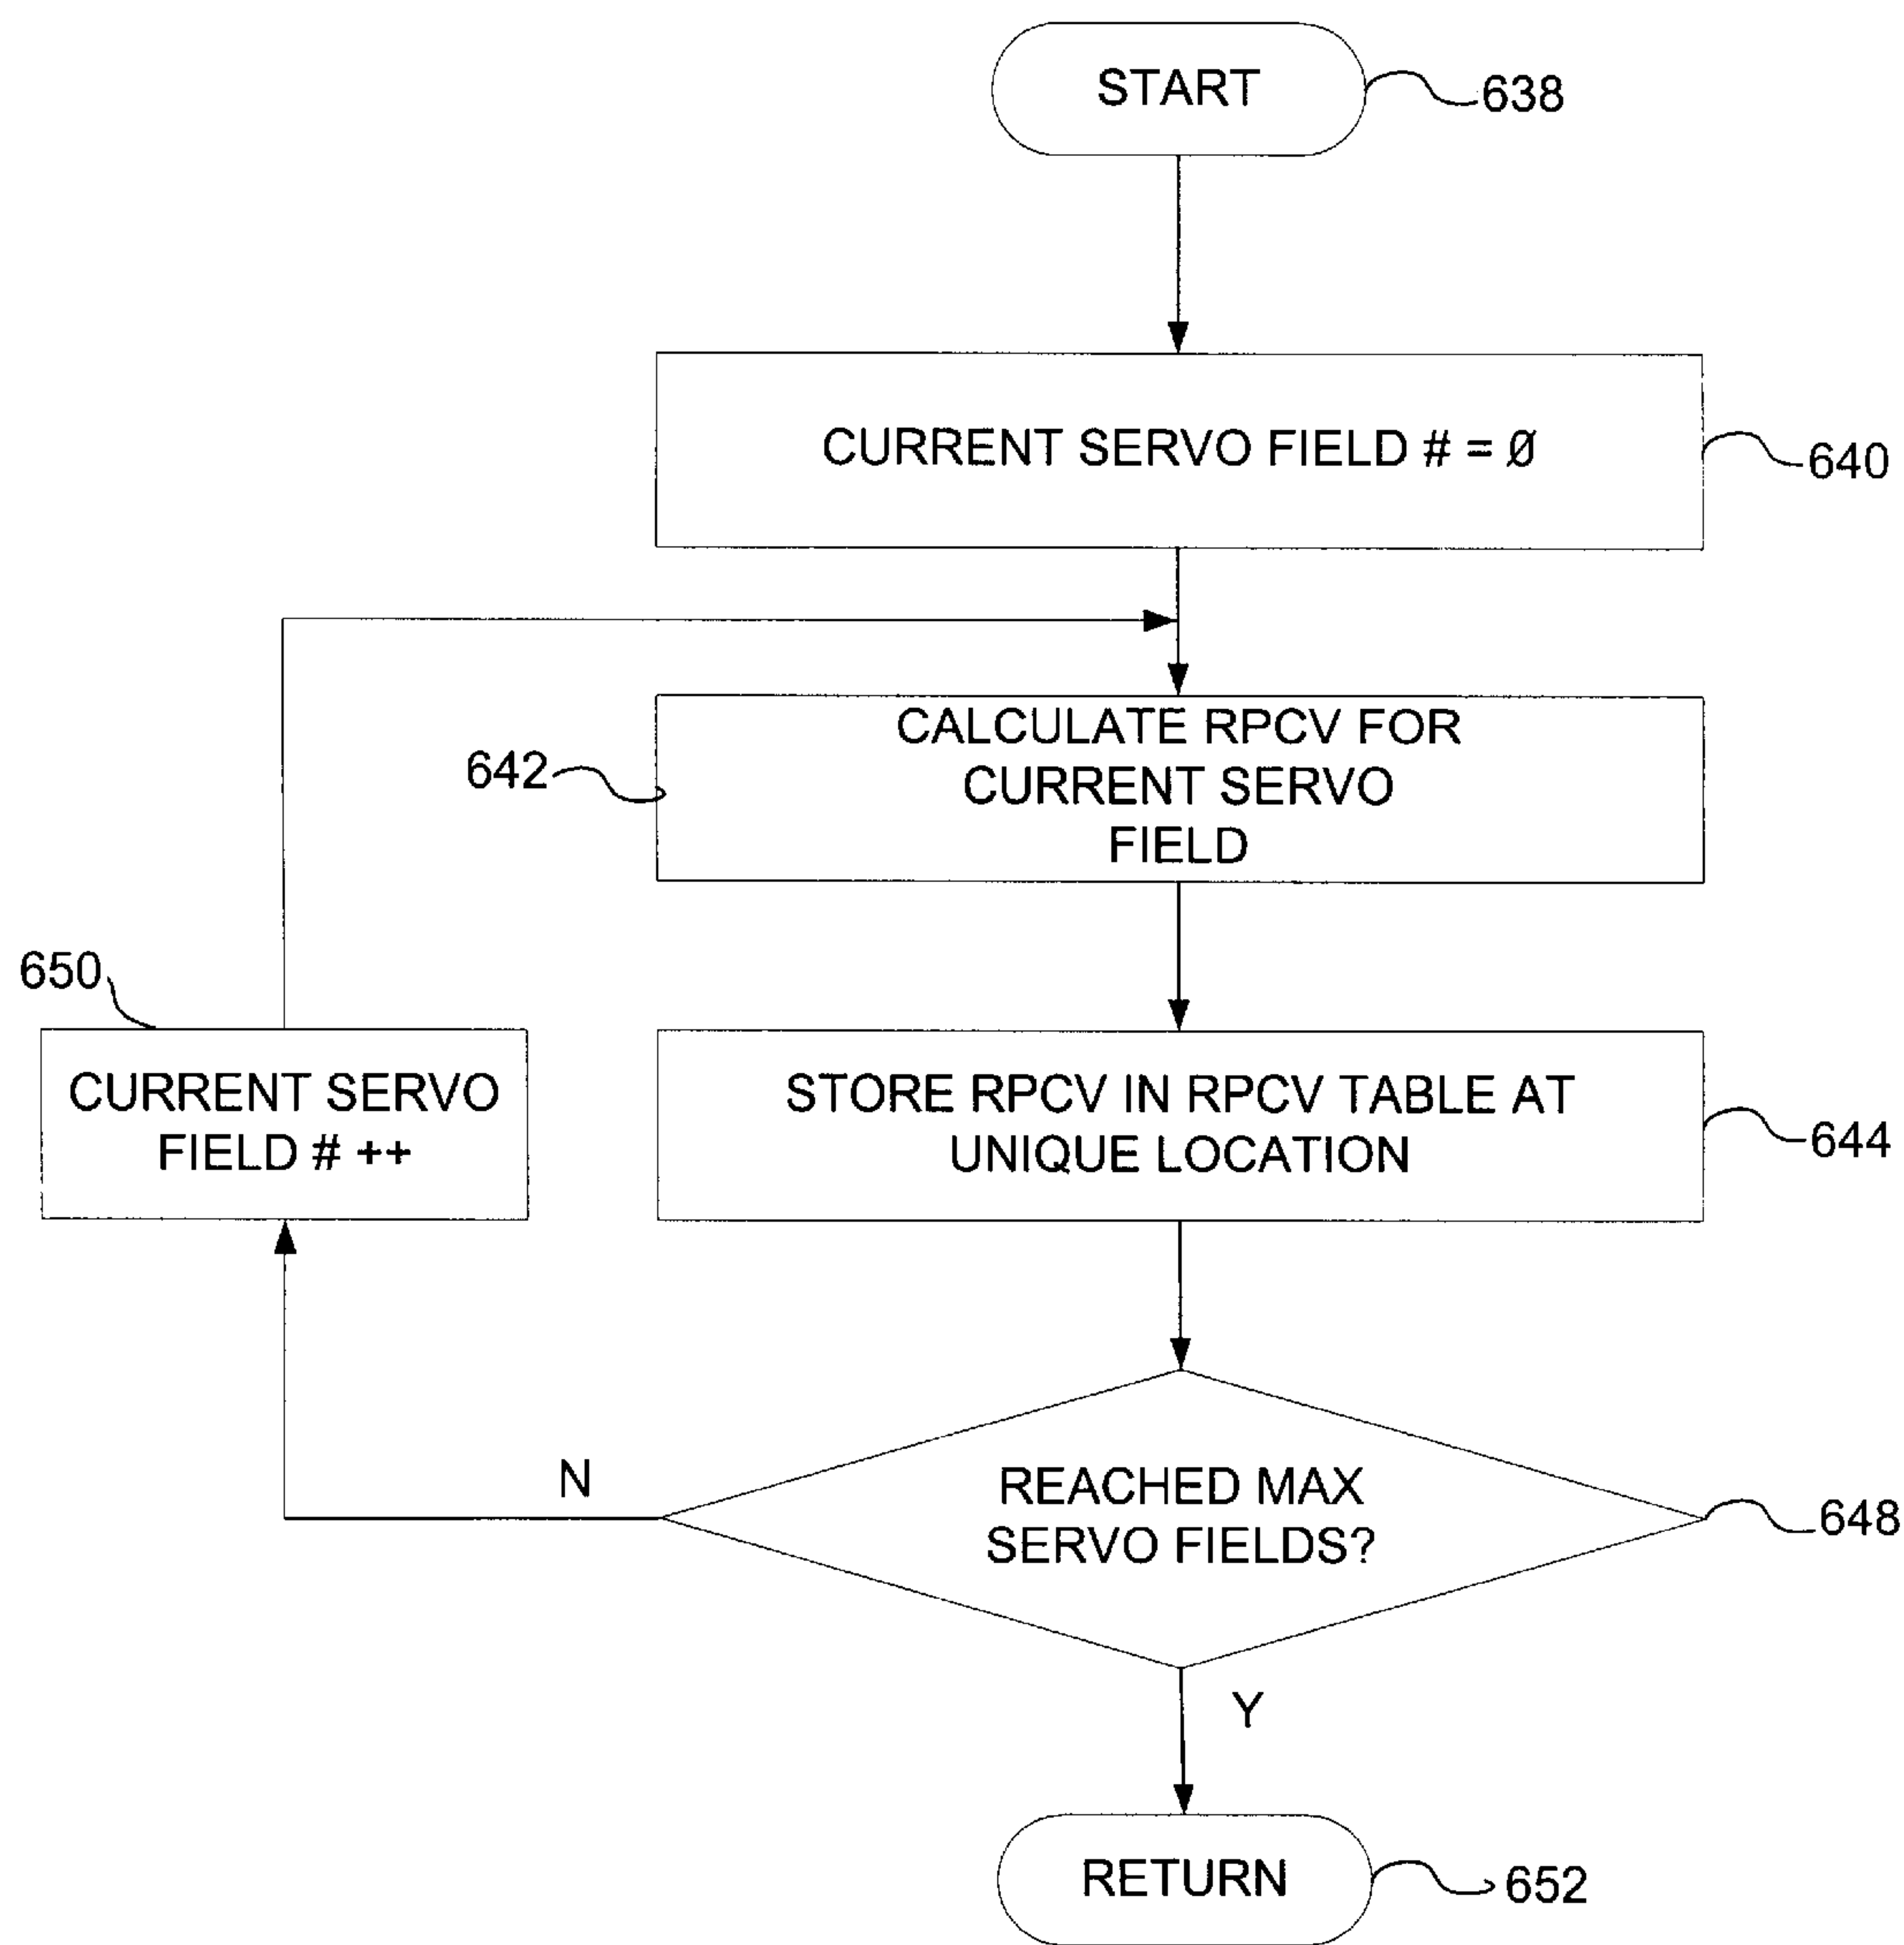 START
638
CURRENT SERVO FIELD # = Ø
640
CALCULATE RPCV FOR
CURRENT SERVO
FIELD
642
650
CURRENT SERVO
FIELD # ++
STORE RPCV IN RPCV TABLE AT
UNIQUE LOCATION
644
N
REACHED MAX
SERVO FIELDS?
648
Y
RETURN
652